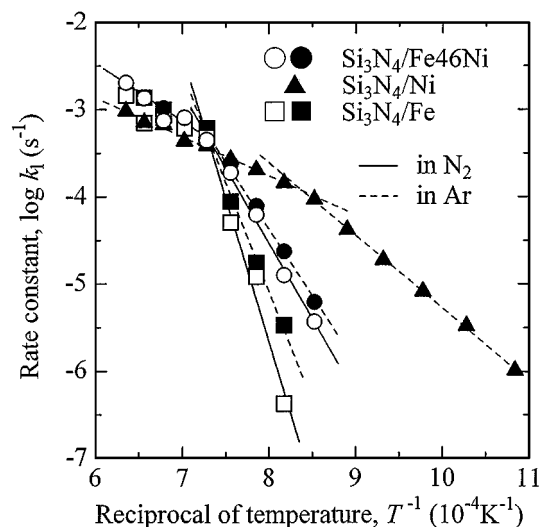 -2
-3
-4
-5
-6
-7
Rate constant, log k₁ (s⁻¹)
Si₃N₄/Fe46Ni
Si₃N₄/Ni
Si₃N₄/Fe
in N₂
in Ar
6 7 8 9 10 11
Reciprocal of temperature, T⁻¹ (10⁻⁴K⁻¹)